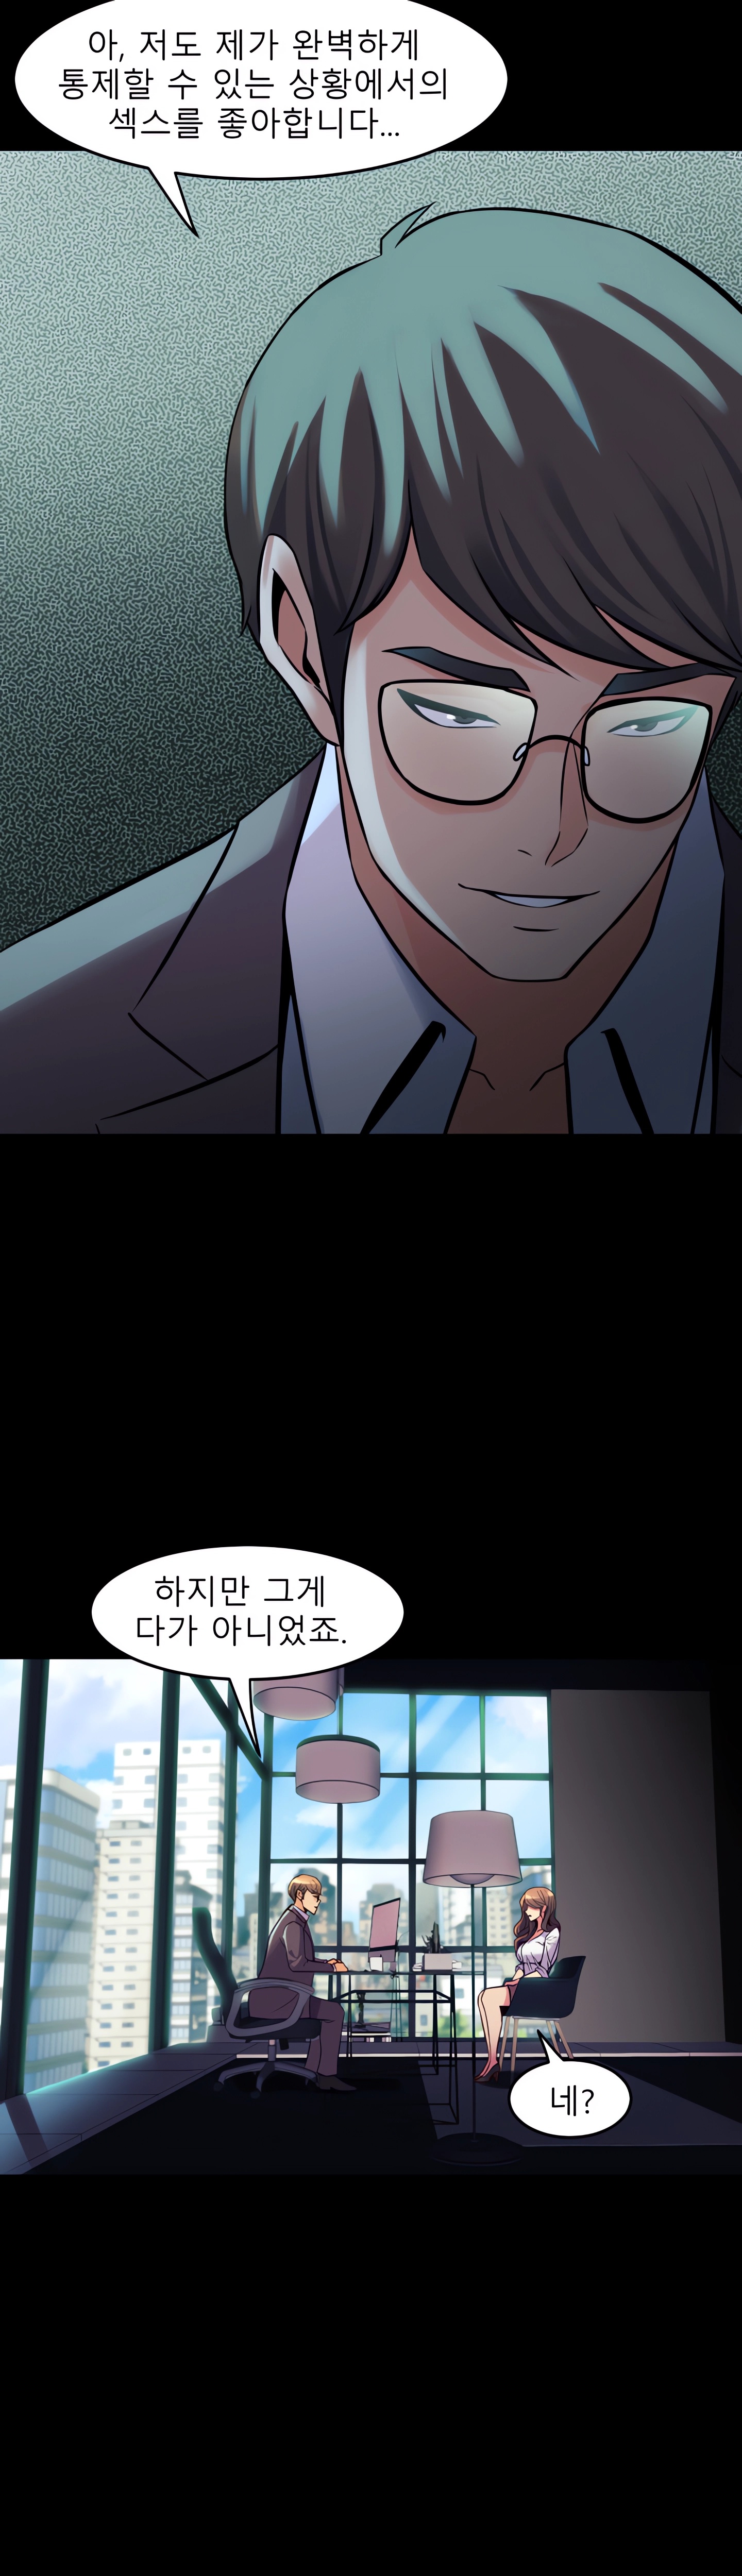 아, 저도 제가 완벽하게
통제할 수 있는 상황에서의
섹스를 좋아합니다...
하지만 그게
다가 아니었죠.
네?